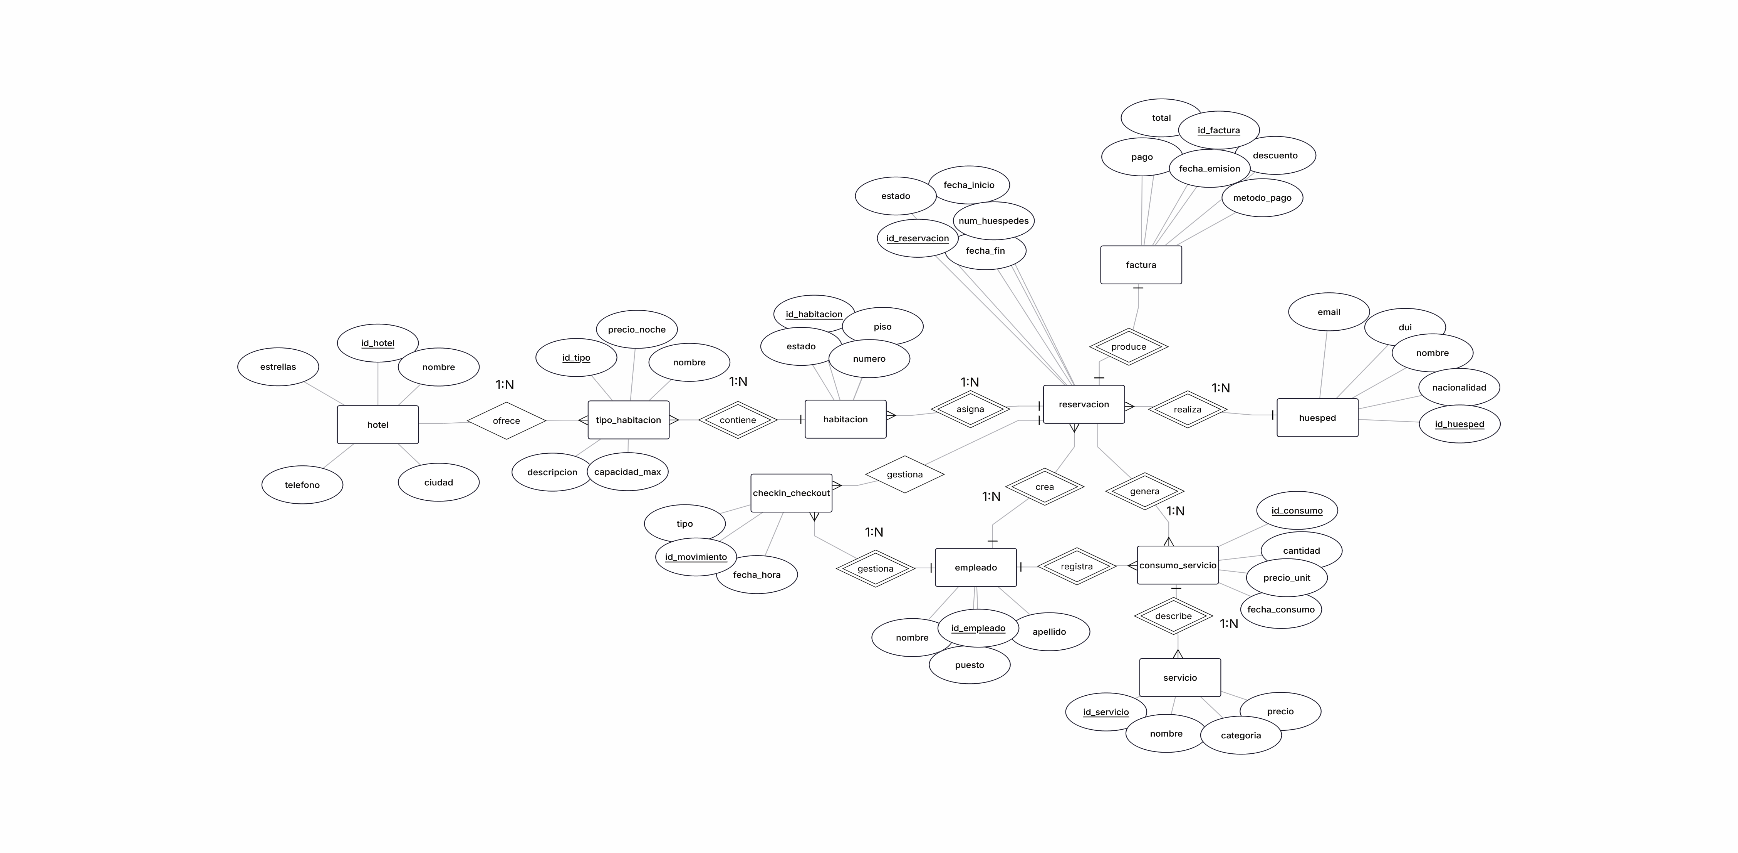 total
id_factura
pago
descuento
fecha_emision
metodo_pago
factura
fecha_inicio
estado
num_huespedes
id_reservacion
fecha_fin
produce
reservacion
email
dui
nombre
nacionalidad
id_huesped
huesped
1:N
realiza
1:N
asigna
id_habitacion
piso
estado
numero
habitacion
1:N
contiene
precio_noche
id_tipo
nombre
tipo_habitacion
descripcion
capacidad_max
1:N
ofrece
id_hotel
estrellas
nombre
hotel
telefono
ciudad
gestiona
checkin_checkout
tipo
id_movimiento
fecha_hora
1:N
gestiona
crea
1:N
genera
1:N
empleado
registra
nombre
id_empleado
apellido
puesto
id_consumo
cantidad
consumo_servicio
precio_unit
fecha_consumo
describe
1:N
servicio
id_servicio
precio
nombre
categoria